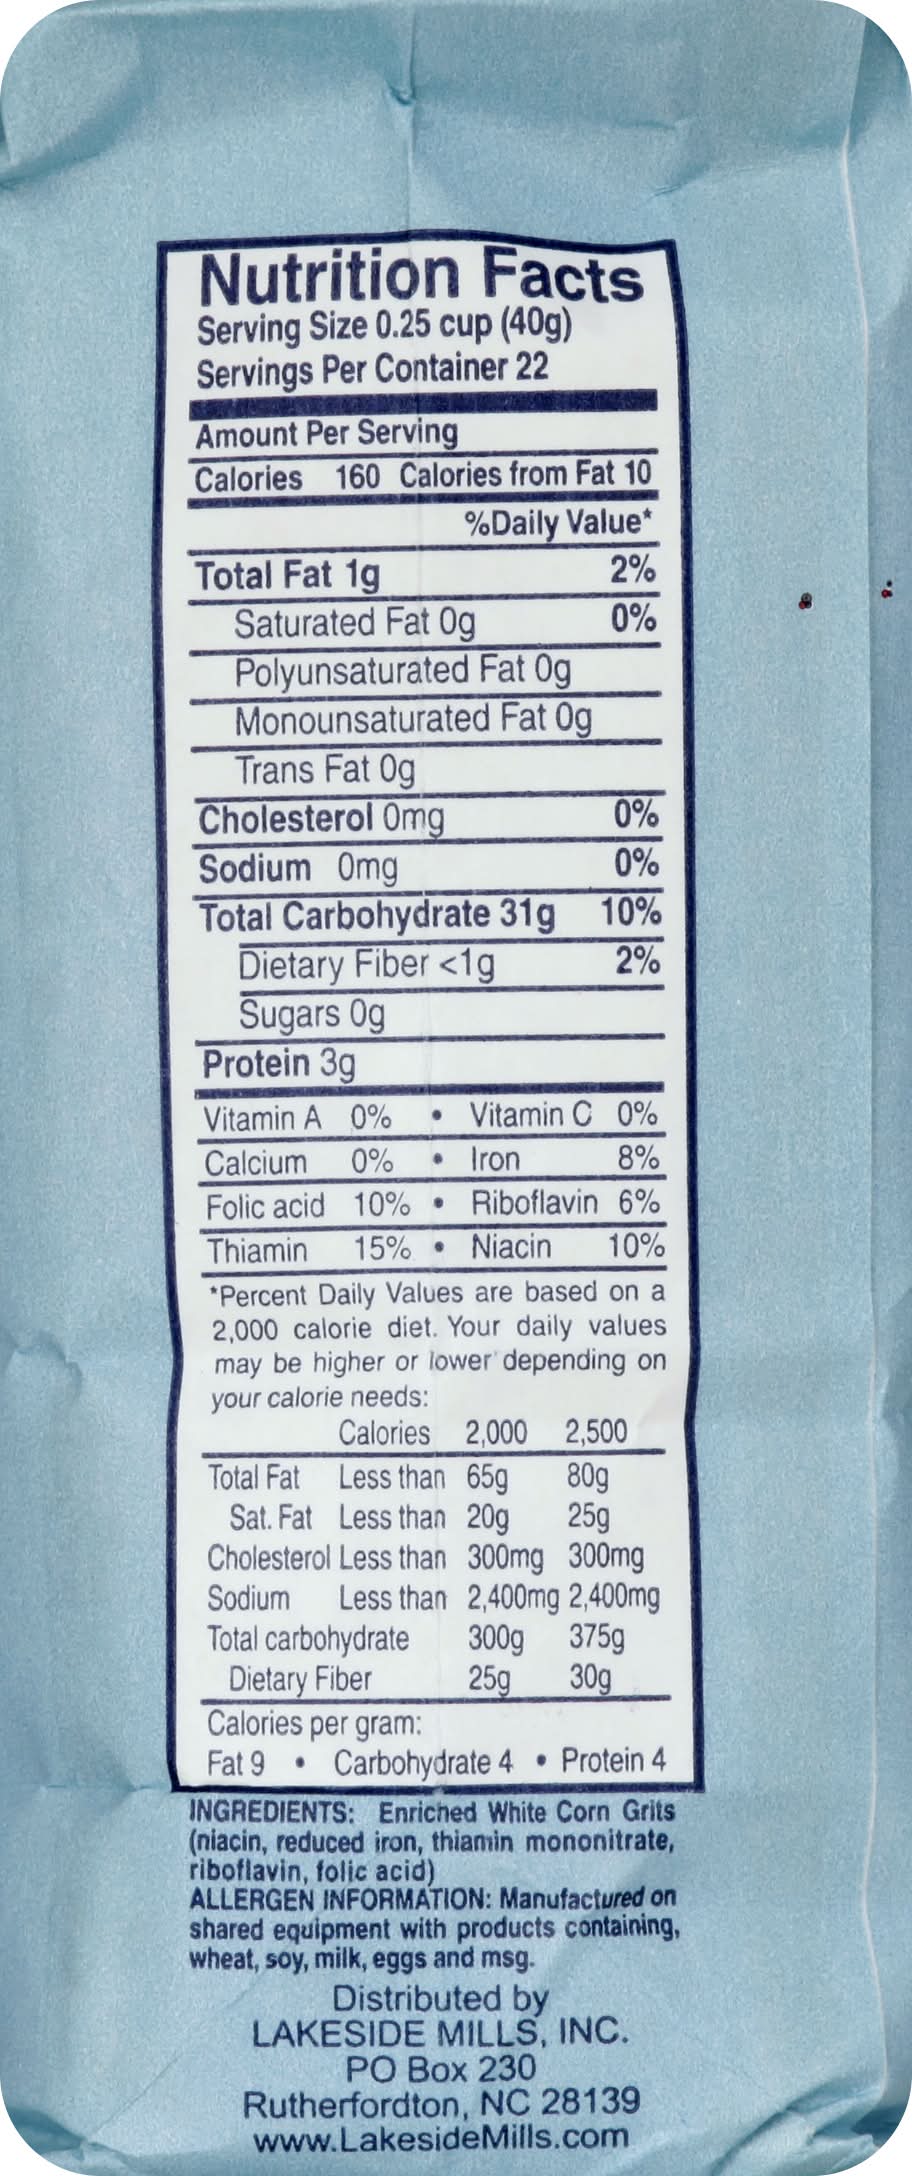 Nutrition Facts
Serving Size 0.25 cup (40g)
Servings Per Container 22
Amount Per Serving
Calories 160 Calories from Fat 10
%Daily Value*
Total Fat 1g 2%
Saturated Fat 0g 0%
Polyunsaturated Fat 0g
Monounsaturated Fat 0g
Trans Fat 0g
Cholesterol 0mg 0%
Sodium 0mg 0%
Total Carbohydrate 31g 10%
Dietary Fiber <1g 2%
Sugars 0g
Protein 3g
Vitamin A 0% • Vitamin C 0%
Calcium 0% • Iron 8%
Folic acid 10% • Riboflavin 6%
Thiamin 15% • Niacin 10%
*Percent Daily Values are based on a
2,000 calorie diet. Your daily values
may be higher or lower depending on
your calorie needs:
Calories 2,000 2,500
Total Fat Less than 65g 80g
Sat. Fat Less than 20g 25g
Cholesterol Less than 300mg 300mg
Sodium Less than 2,400mg 2,400mg
Total carbohydrate 300g 375g
Dietary Fiber 25g 30g
Calories per gram:
Fat 9 • Carbohydrate 4 • Protein 4
INGREDIENTS: Enriched White Corn Grits
(niacin, reduced iron, thiamin mononitrate,
riboflavin, folic acid)
ALLERGEN INFORMATION: Manufactured on
shared equipment with products containing,
wheat, soy, milk, eggs and msg.
Distributed by
LAKESIDE MILLS, INC.
PO Box 230
Rutherfordton, NC 28139
www.LakesideMills.com